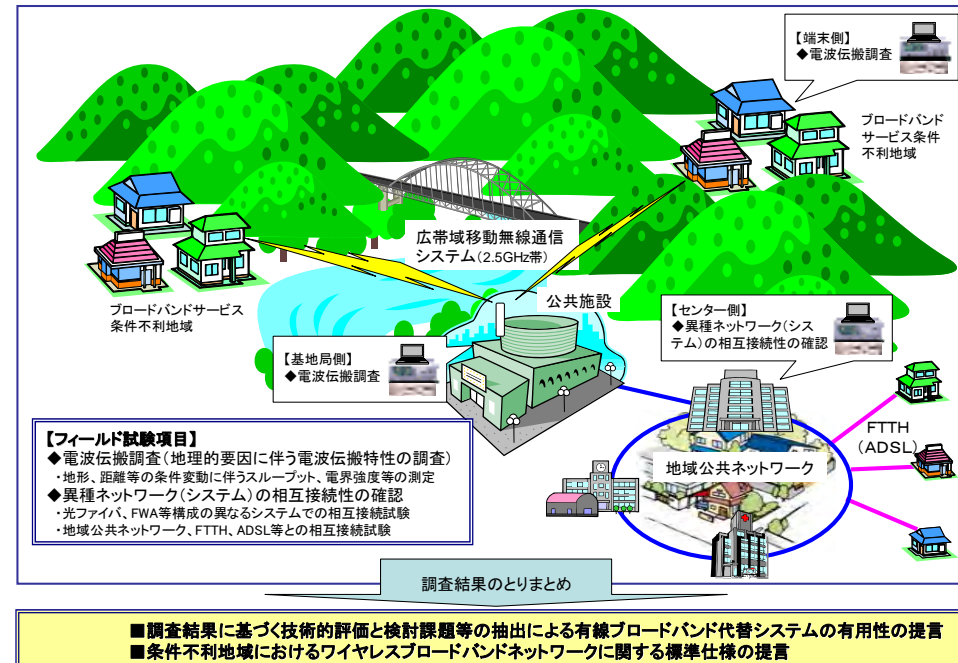 【端末側】
◆電波伝搬調査
ブロードバンド
サービス条件
不利地域
広帯域移動無線通信
システム(2.5GHz帯)
公共施設
ブロードバンドサービス
条件不利地域
【センター側】
◆異種ネットワーク(シス
テム)の相互接続性の確認
【基地局側】
◆電波伝搬調査
FTTH
(ADSL)
地域公共ネットワーク
【フィールド試験項目】
◆電波伝搬調査(地理的要因に伴う電波伝搬特性の調査)
・地形、距離等の条件変動に伴うスループット、電界強度等の測定
◆異種ネットワーク(システム)の相互接続性の確認
・光ファイバ、FWA等構成の異なるシステムでの相互接続試験
・地域公共ネットワーク、FTTH、ADSL等との相互接続試験
調査結果のとりまとめ
■調査結果に基づく技術的評価と検討課題等の抽出による有線ブロードバンド代替システムの有用性の提言
■条件不利地域におけるワイヤレスブロードバンドネットワークに関する標準仕様の提言